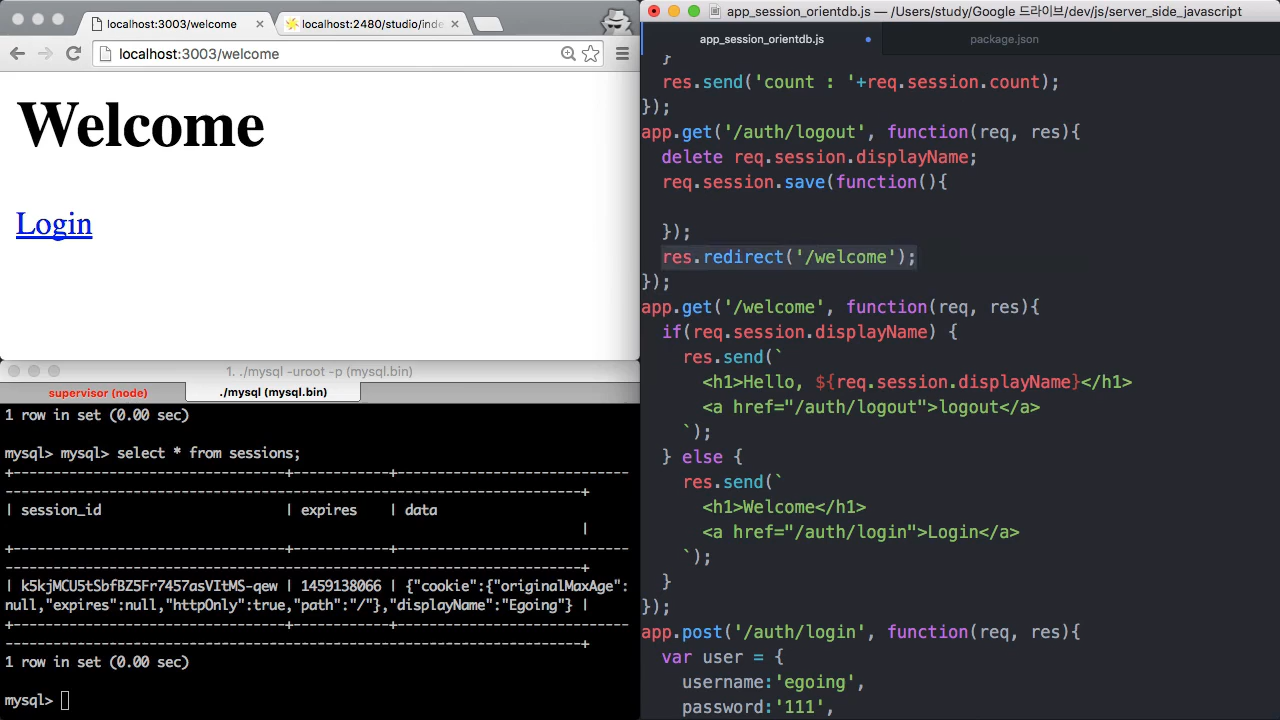 localhost:3003/welcome
localhost:2480/studio/inde
localhost:3003/welcome
Welcome
Login
1. ./mysql -uroot -p (mysql.bin)
supervisor (node)
./mysql (mysql.bin)
1 row in set (0.00 sec)
mysql> mysql> select * from sessions;
+-----------------------------------+-------------+-----------------------------
------------------------------------------------------------------------+
| session_id | expires | data
|
+-----------------------------------+-------------+-----------------------------
------------------------------------------------------------------------+
| k5kjMCU5tSbfBZ5Fr7457asVItMS-qew | 1459138066 | {"cookie":{"originalMaxAge":
null,"expires":null,"httpOnly":true,"path":"/"},"displayName":"Egoing"} |
+-----------------------------------+-------------+-----------------------------
------------------------------------------------------------------------+
1 row in set (0.00 sec)
mysql>
app_session_orientdb.js — /Users/study/Google 드라이브/dev/js/server_side_javascript
app_session_orientdb.js
package.json
}
res.send('count : '+req.session.count);
});
app.get('/auth/logout', function(req, res){
delete req.session.displayName;
req.session.save(function(){
});
res.redirect('/welcome');
});
app.get('/welcome', function(req, res){
if(req.session.displayName) {
res.send(`
<h1>Hello, ${req.session.displayName}</h1>
<a href="/auth/logout">logout</a>
`);
} else {
res.send(`
<h1>Welcome</h1>
<a href="/auth/login">Login</a>
`);
}
});
app.post('/auth/login', function(req, res){
var user = {
username:'egoing',
password:'111',